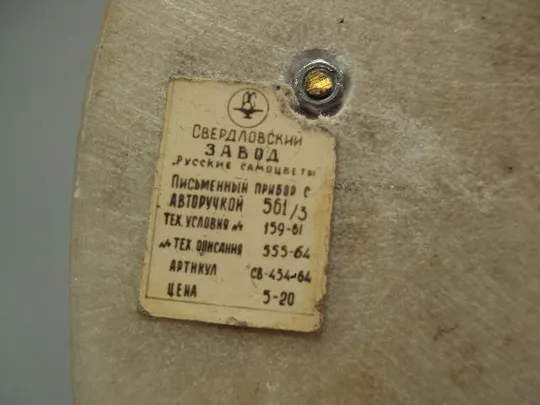 Свердловский
ЗАВОД
„РУССКИЕ САМОЦВЕТЫ"
Письменный прибор с
авторучкой 561/3
Тех. условия № 159-61
№ Тех. описания 555-64
Артикул СВ-454-64
Цена 5-20